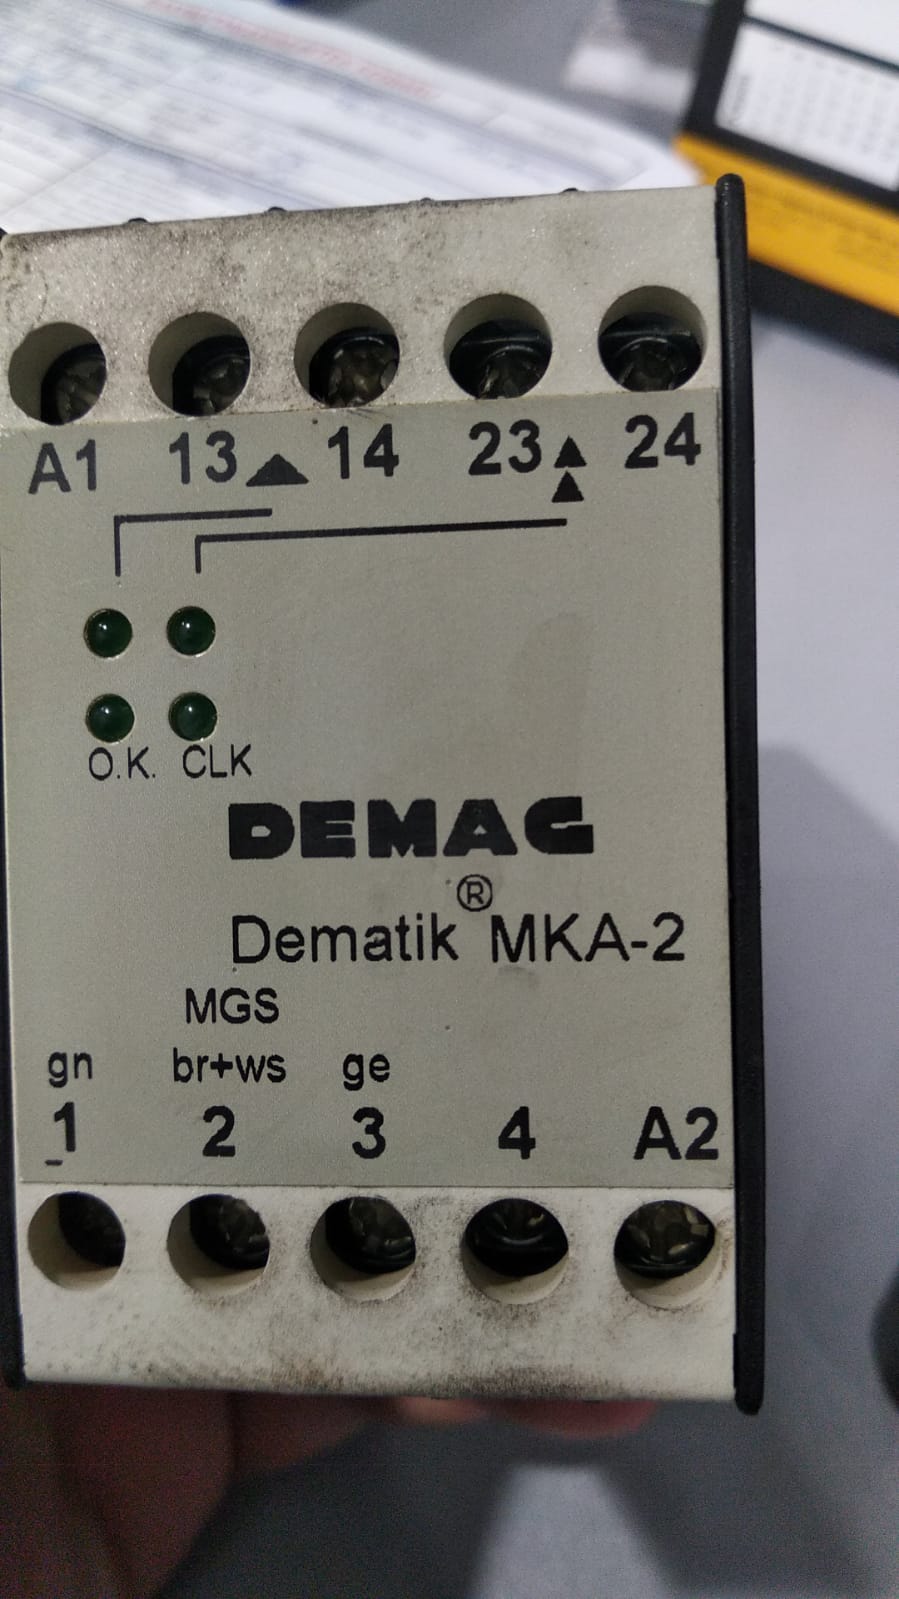 A1 13 14 23 24
O.K. CLK
DEMAG
Dematik® MKA-2
MGS
gn br+ws ge
1 2 3 4 A2